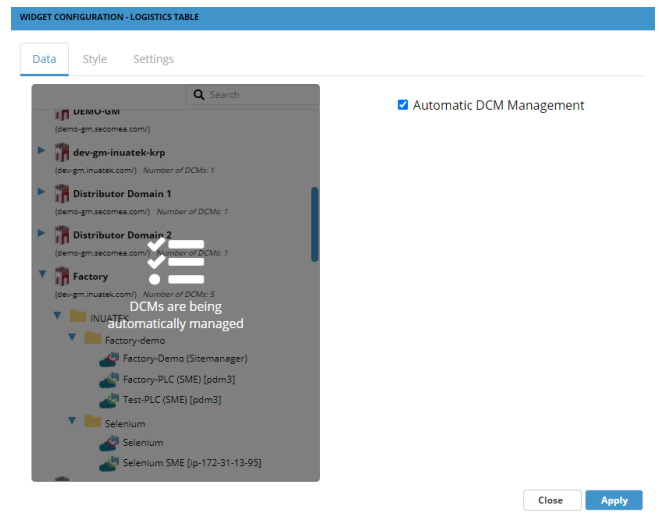 WIDGET CONFIGURATION - LOGISTICS TABLE
Data Style Settings
Search
Automatic DCM Management
DEMO-GM
(demo-gm.secomea.com/)
dev-gm-inuatek-krp
(dev-gm.inuatek.com/) Number of DCMs: 1
Distributor Domain 1
(demo-gm.secomea.com/) Number of DCMs: 1
Distributor Domain 2
(demo-gm.secomea.com/) Number of DCMs: 1
Factory
(dev-gm.inuatek.com/) Number of DCMs: 5
DCMs are being
automatically managed
INUATEK
Factory-demo
Factory-Demo (Sitemanager)
Factory-PLC (SME) [pdm3]
Test-PLC (SME) [pdm3]
Selenium
Selenium
Selenium SME [ip-172-31-13-95]
Close Apply